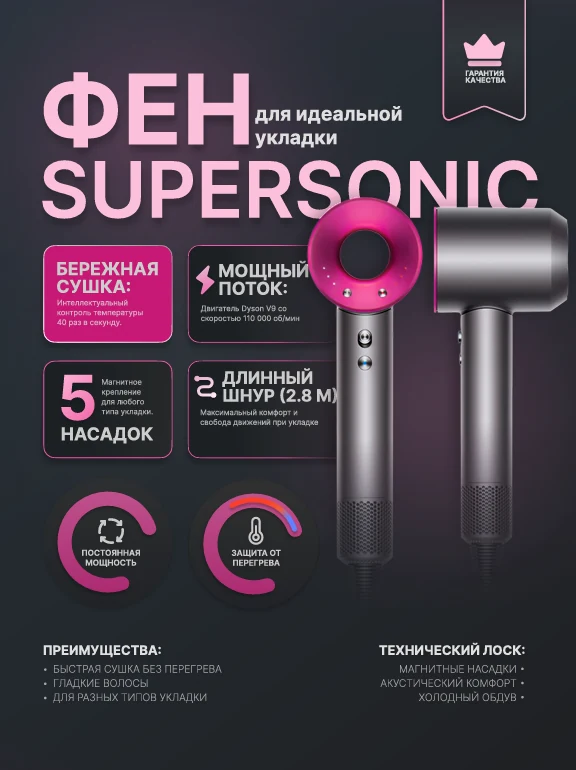 ГАРАНТИЯ
КАЧЕСТВА
ФЕН
для идеальной
укладки
SUPERSONIC
БЕРЕЖНАЯ
СУШКА:
Интеллектуальный
контроль температуры
40 раз в секунду.
МОЩНЫЙ
ПОТОК:
Двигатель Dyson V9 со
скоростью 110 000 об/мин
5
Магнитное
крепление
для любого
типа укладки.
НАСАДОК
ДЛИННЫЙ
ШНУР (2.8 М)
Максимальный комфорт и
свобода движений при укладке
ПОСТОЯННАЯ
МОЩНОСТЬ
ЗАЩИТА ОТ
ПЕРЕГРЕВА
ПРЕИМУЩЕСТВА:
• БЫСТРАЯ СУШКА БЕЗ ПЕРЕГРЕВА
• ГЛАДКИЕ ВОЛОСЫ
• ДЛЯ РАЗНЫХ ТИПОВ УКЛАДКИ
ТЕХНИЧЕСКИЙ ЛОСК:
МАГНИТНЫЕ НАСАДКИ •
АКУСТИЧЕСКИЙ КОМФОРТ •
ХОЛОДНЫЙ ОБДУВ •